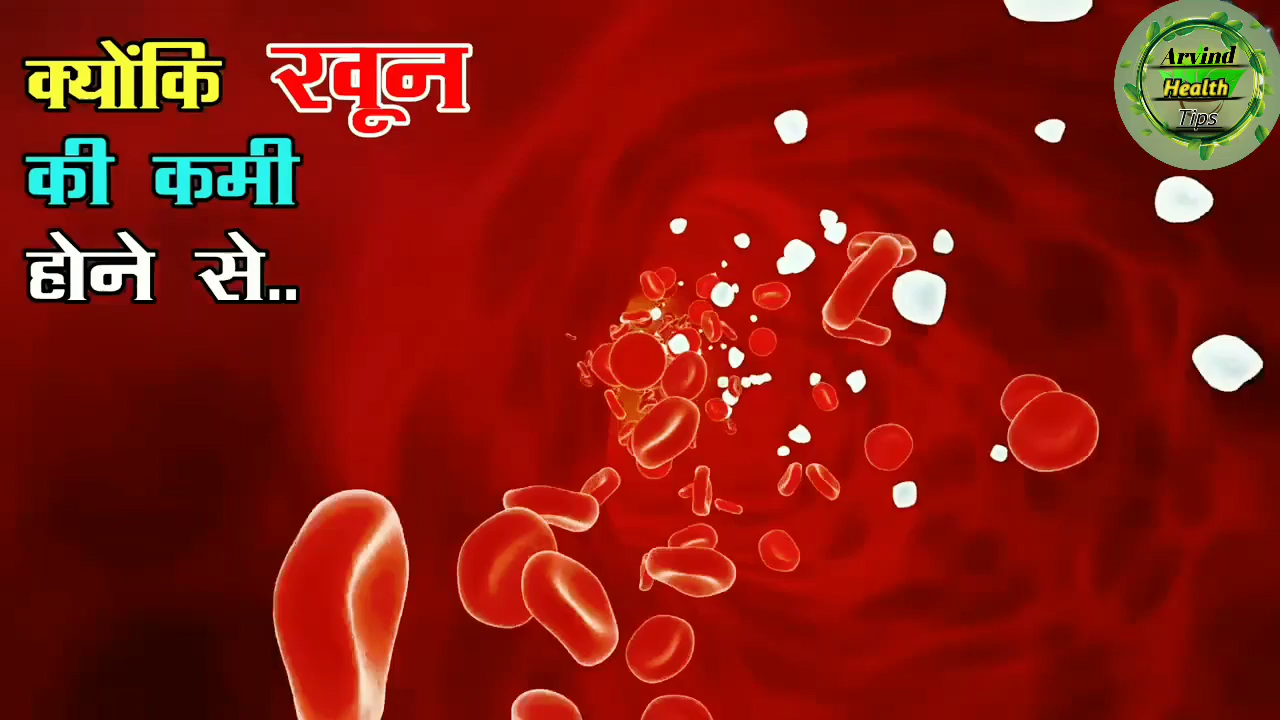 क्योंकि खून
की कमी
होने से..
Arvind
Health
Tips